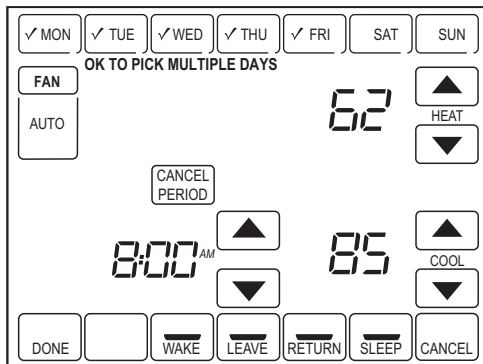 ✓ MON ✓ TUE ✓ WED ✓ THU ✓ FRI SAT SUN
OK TO PICK MULTIPLE DAYS
FAN
AUTO
62
HEAT
CANCEL
PERIOD
8:00 AM
85
COOL
DONE WAKE LEAVE RETURN SLEEP CANCEL